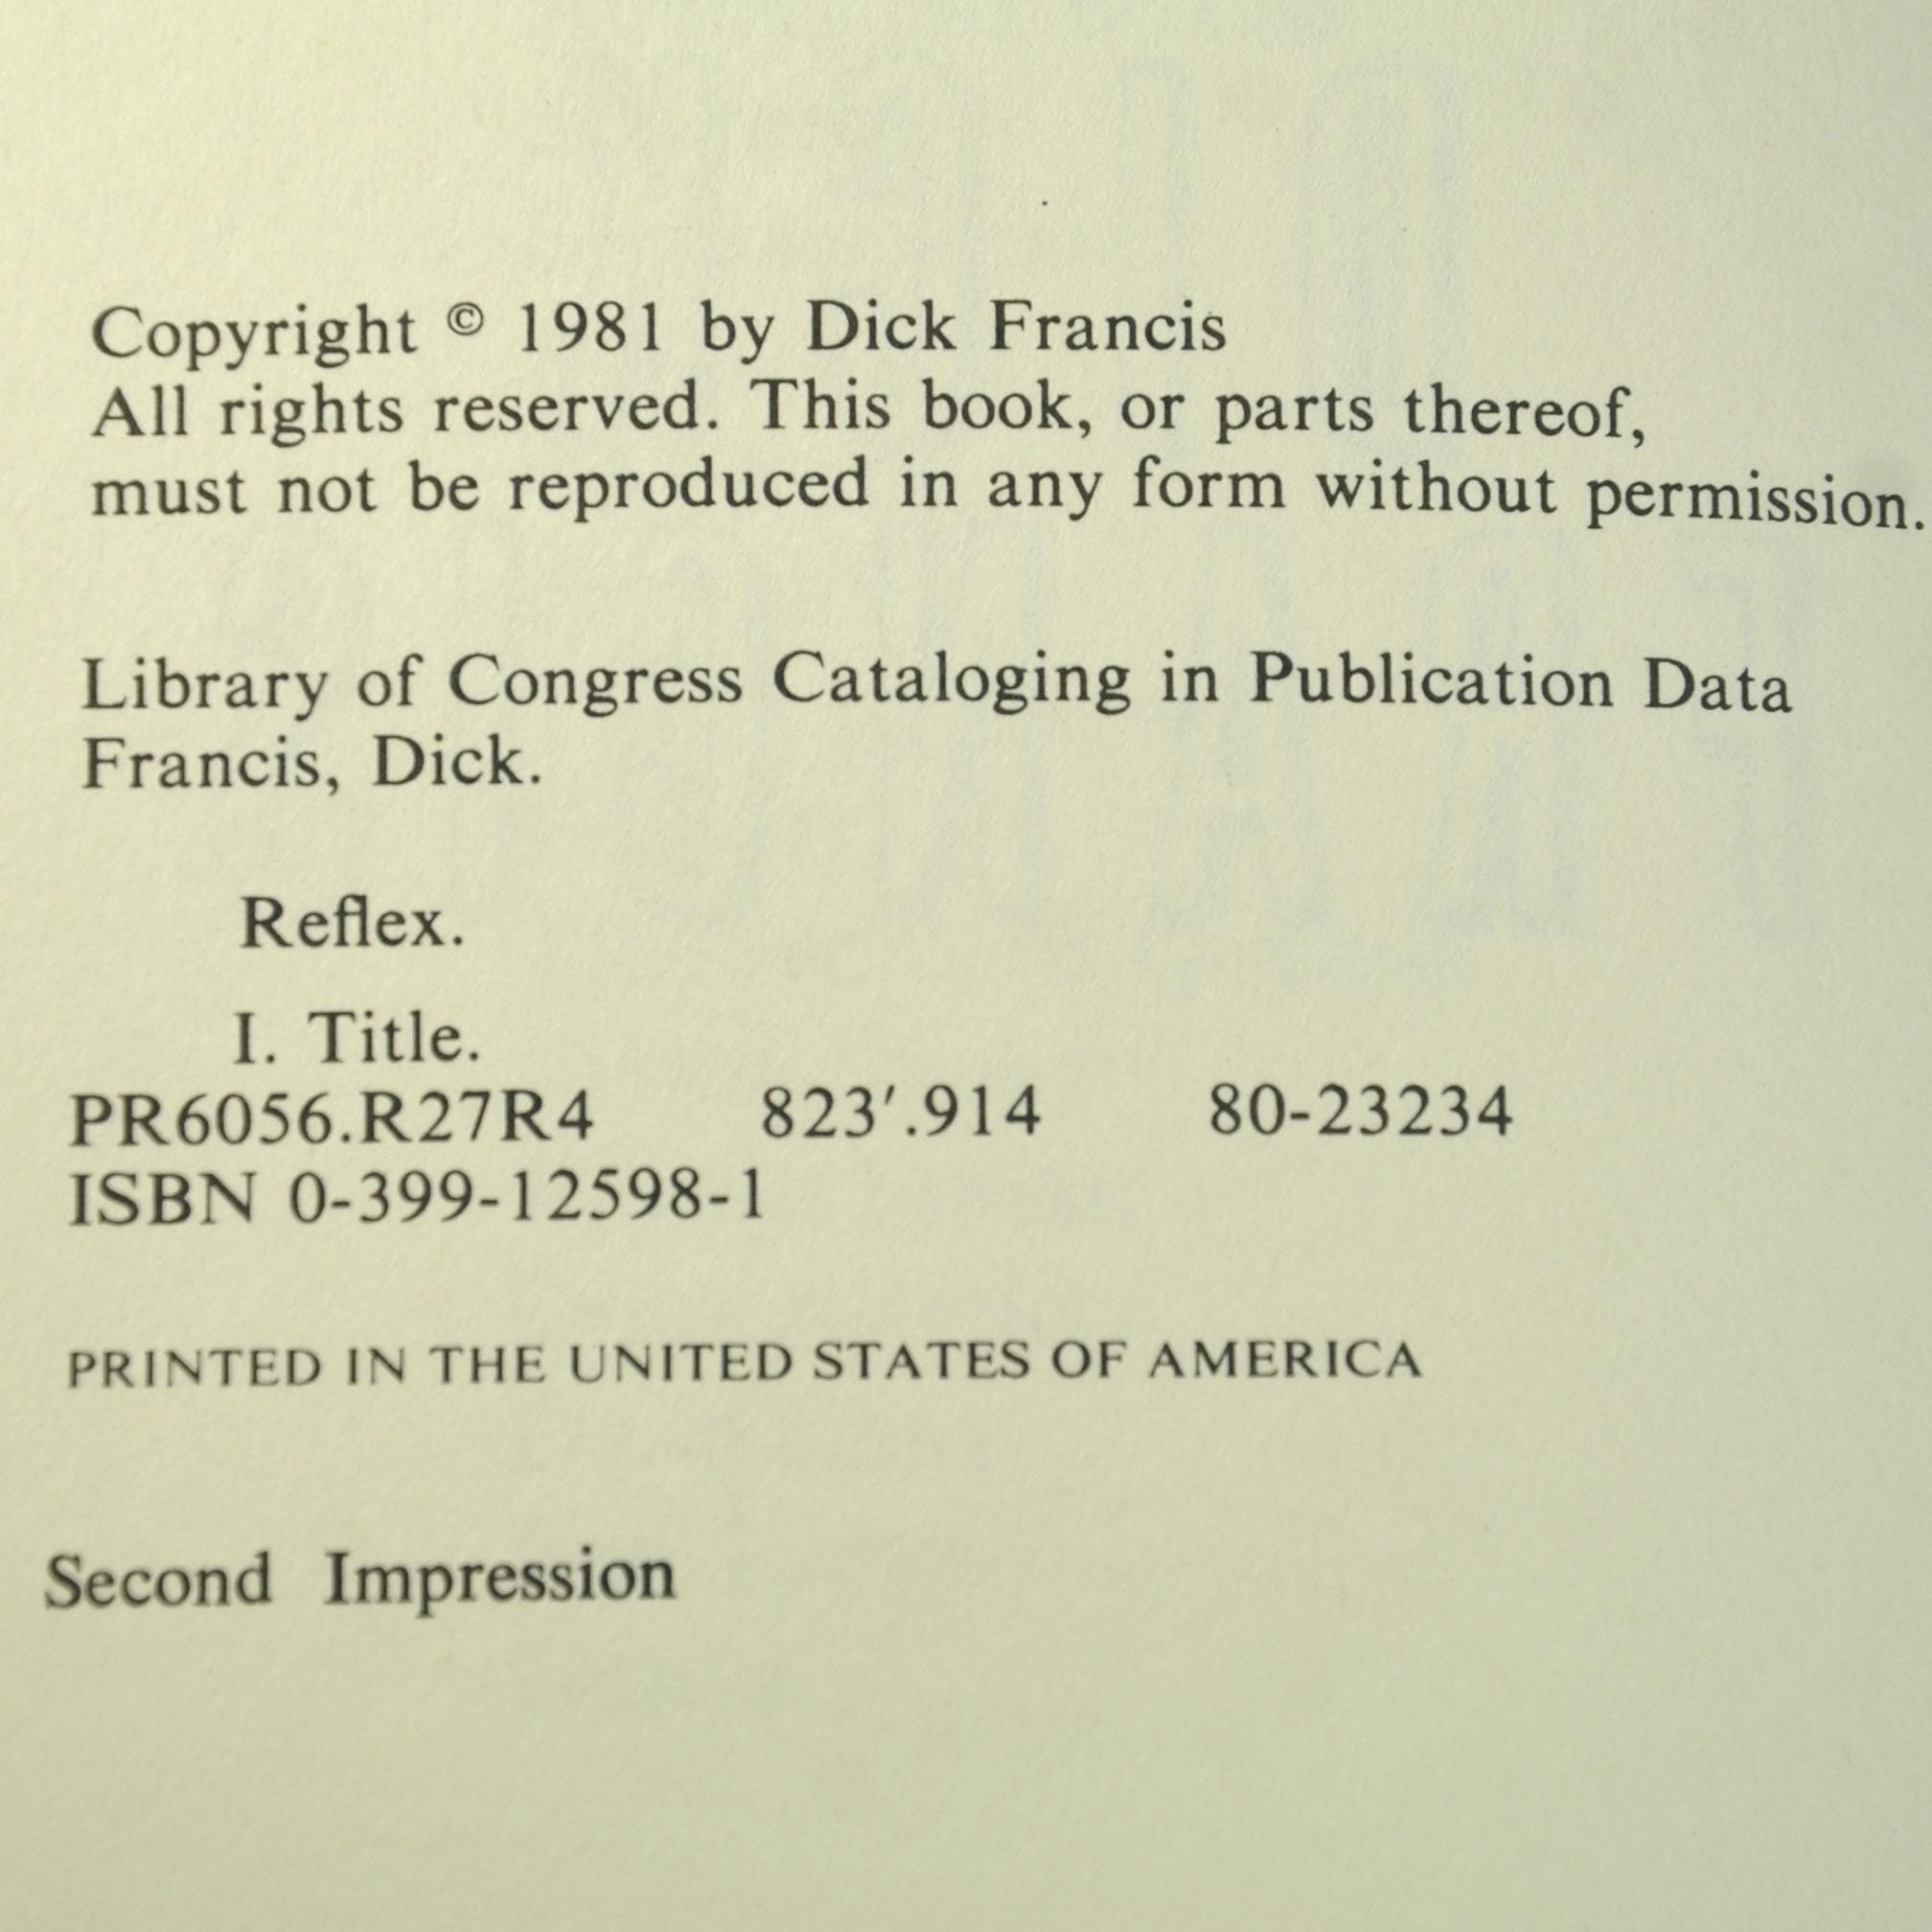 Copyright © 1981 by Dick Francis
All rights reserved. This book, or parts thereof,
must not be reproduced in any form without permission.
Library of Congress Cataloging in Publication Data
Francis, Dick.
Reflex.
I. Title.
PR6056.R27R4 823′.914 80-23234
ISBN 0-399-12598-1
PRINTED IN THE UNITED STATES OF AMERICA
Second Impression